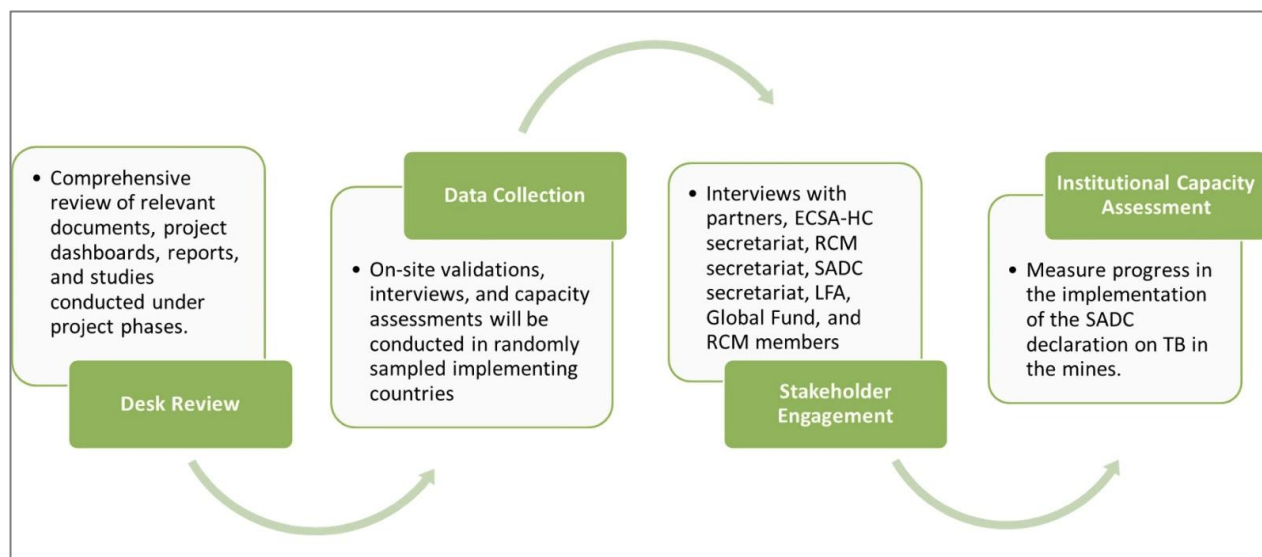 • Comprehensive
review of relevant
documents, project
dashboards, reports,
and studies
conducted under
project phases.
Desk Review
Data Collection
• On-site validations,
interviews, and capacity
assessments will be
conducted in randomly
sampled implementing
countries
• Interviews with
partners, ECSA-HC
secretariat, RCM
secretariat, SADC
secretariat, LFA,
Global Fund, and
RCM members
Stakeholder
Engagement
Institutional Capacity
Assessment
• Measure progress in
the implementation
of the SADC
declaration on TB in
the mines.